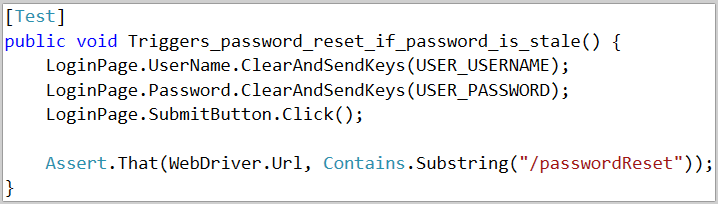 [Test]
public void Triggers_password_reset_if_password_is_stale() {
    LoginPage.UserName.ClearAndSendKeys(USER_USERNAME);
    LoginPage.Password.ClearAndSendKeys(USER_PASSWORD);
    LoginPage.SubmitButton.Click();

    Assert.That(WebDriver.Url, Contains.Substring("/passwordReset"));
}